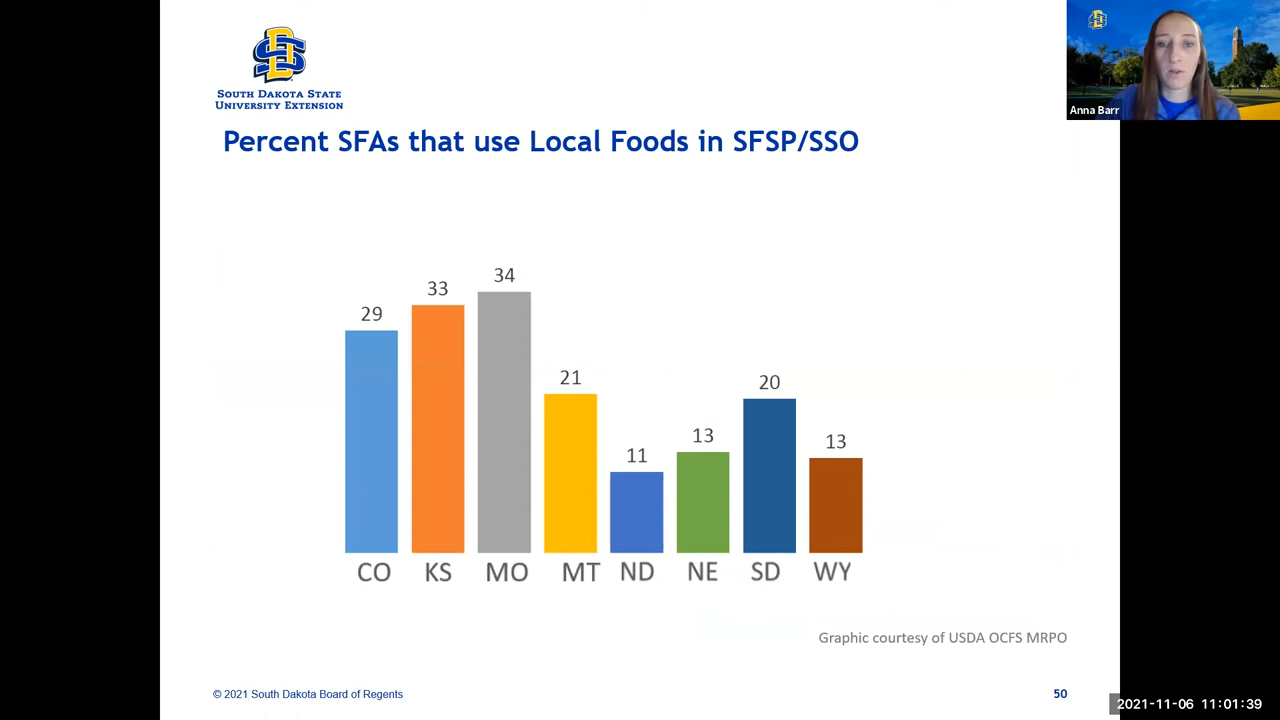 SOUTH DAKOTA STATE
UNIVERSITY EXTENSION
Anna Barr
Percent SFAs that use Local Foods in SFSP/SSO
29
33
34
21
11
13
20
13
CO
KS
MO
MT
ND
NE
SD
WY
Graphic courtesy of USDA OCFS MRPO
© 2021 South Dakota Board of Regents
50
2021-11-06 11:01:39